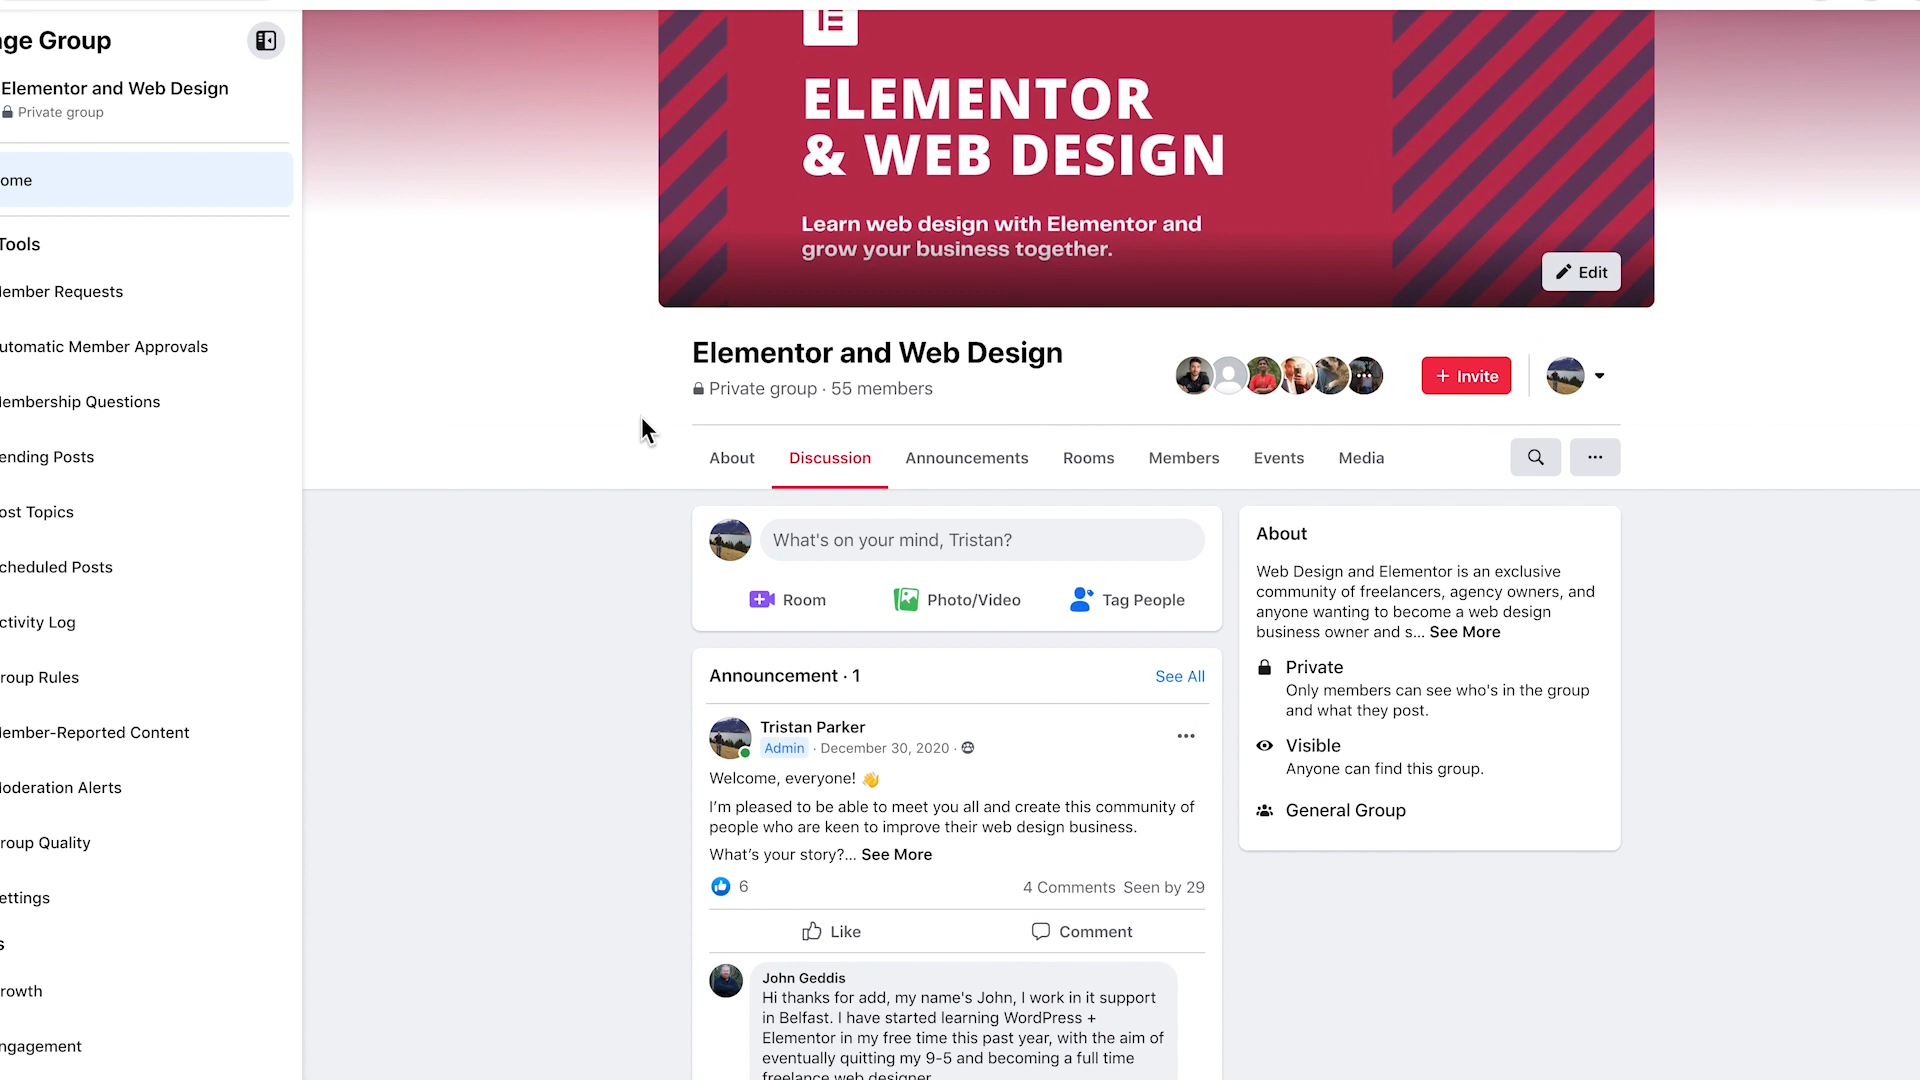 ge Group
Elementor and Web Design
Private group
ome
Tools
ember Requests
utomatic Member Approvals
embership Questions
ending Posts
ost Topics
cheduled Posts
ctivity Log
roup Rules
ember-Reported Content
oderation Alerts
roup Quality
ettings
s
rowth
ngagement
ELEMENTOR
& WEB DESIGN
Learn web design with Elementor and
grow your business together.
Edit
Elementor and Web Design
Private group · 55 members
+ Invite
About Discussion Announcements Rooms Members Events Media
What's on your mind, Tristan?
Room Photo/Video Tag People
Announcement · 1 See All
Tristan Parker
Admin · December 30, 2020 ·
Welcome, everyone! 👋
I'm pleased to be able to meet you all and create this community of
people who are keen to improve their web design business.
What's your story?... See More
6 4 Comments Seen by 29
Like Comment
John Geddis
Hi thanks for add, my name's John, I work in it support
in Belfast. I have started learning WordPress +
Elementor in my free time this past year, with the aim of
eventually quitting my 9-5 and becoming a full time
freelance web designer
About
Web Design and Elementor is an exclusive
community of freelancers, agency owners, and
anyone wanting to become a web design
business owner and s... See More
Private
Only members can see who's in the group
and what they post.
Visible
Anyone can find this group.
General Group